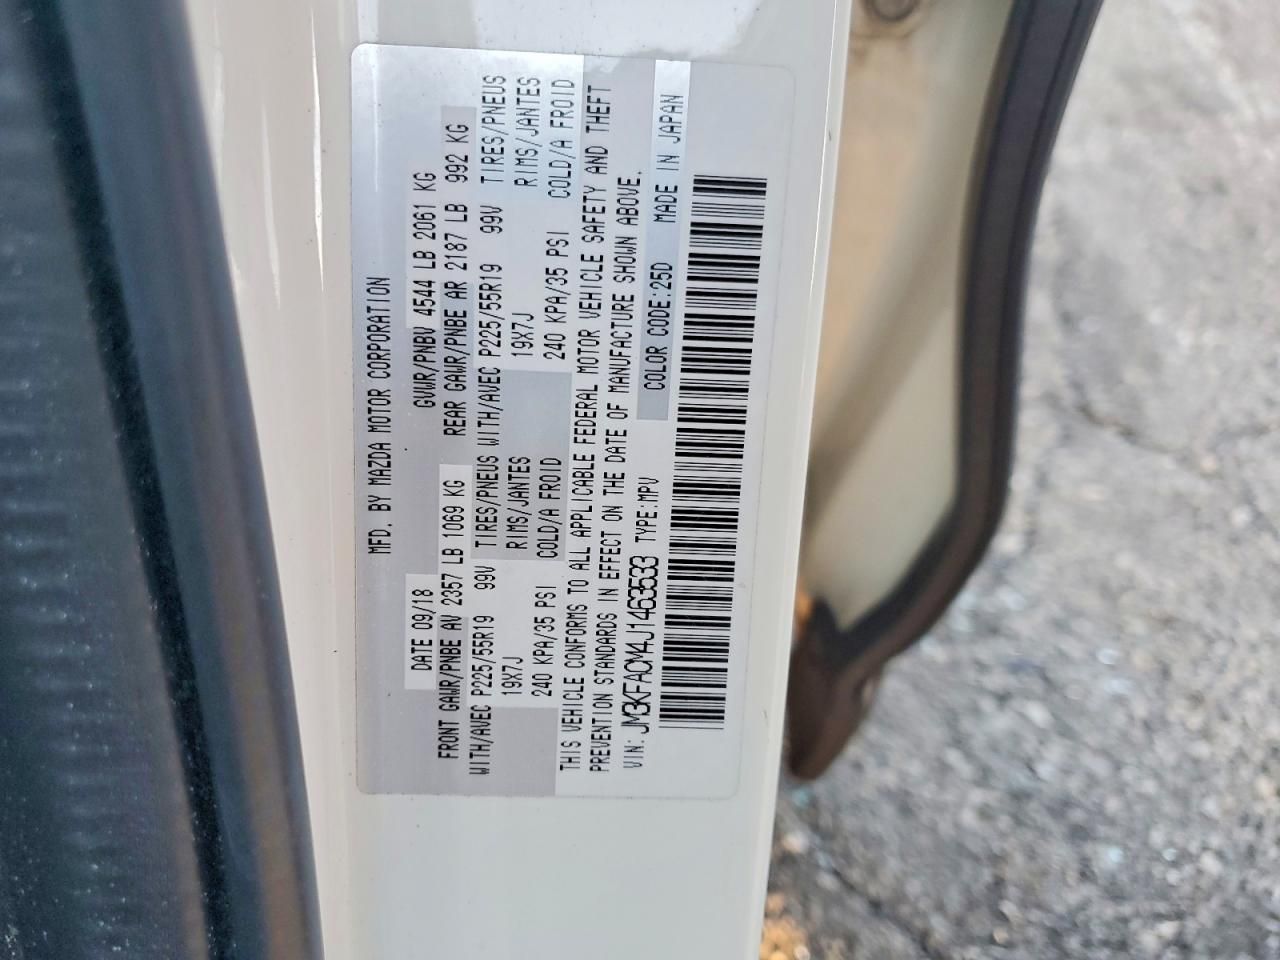 MFD. BY MAZDA MOTOR CORPORATION
DATE 09/18 GVWR/PNBV 4544 LB 2061 KG
FRONT GAWR/PNBE AV 2357 LB 1069 KG REAR GAWR/PNBE AR 2187 LB 992 KG
WITH/AVEC P225/55R19 99V TIRES/PNEUS WITH/AVEC P225/55R19 99V TIRES/PNEUS
19X7J RIMS/JANTES 19X7J RIMS/JANTES
240 KPA/35 PSI COLD/A FROID 240 KPA/35 PSI COLD/A FROID
THIS VEHICLE CONFORMS TO ALL APPLICABLE FEDERAL MOTOR VEHICLE SAFETY AND THEFT
PREVENTION STANDARDS IN EFFECT ON THE DATE OF MANUFACTURE SHOWN ABOVE.
VIN: JM3KFACM4J1463533 TYPE:MPV COLOR CODE:25D MADE IN JAPAN